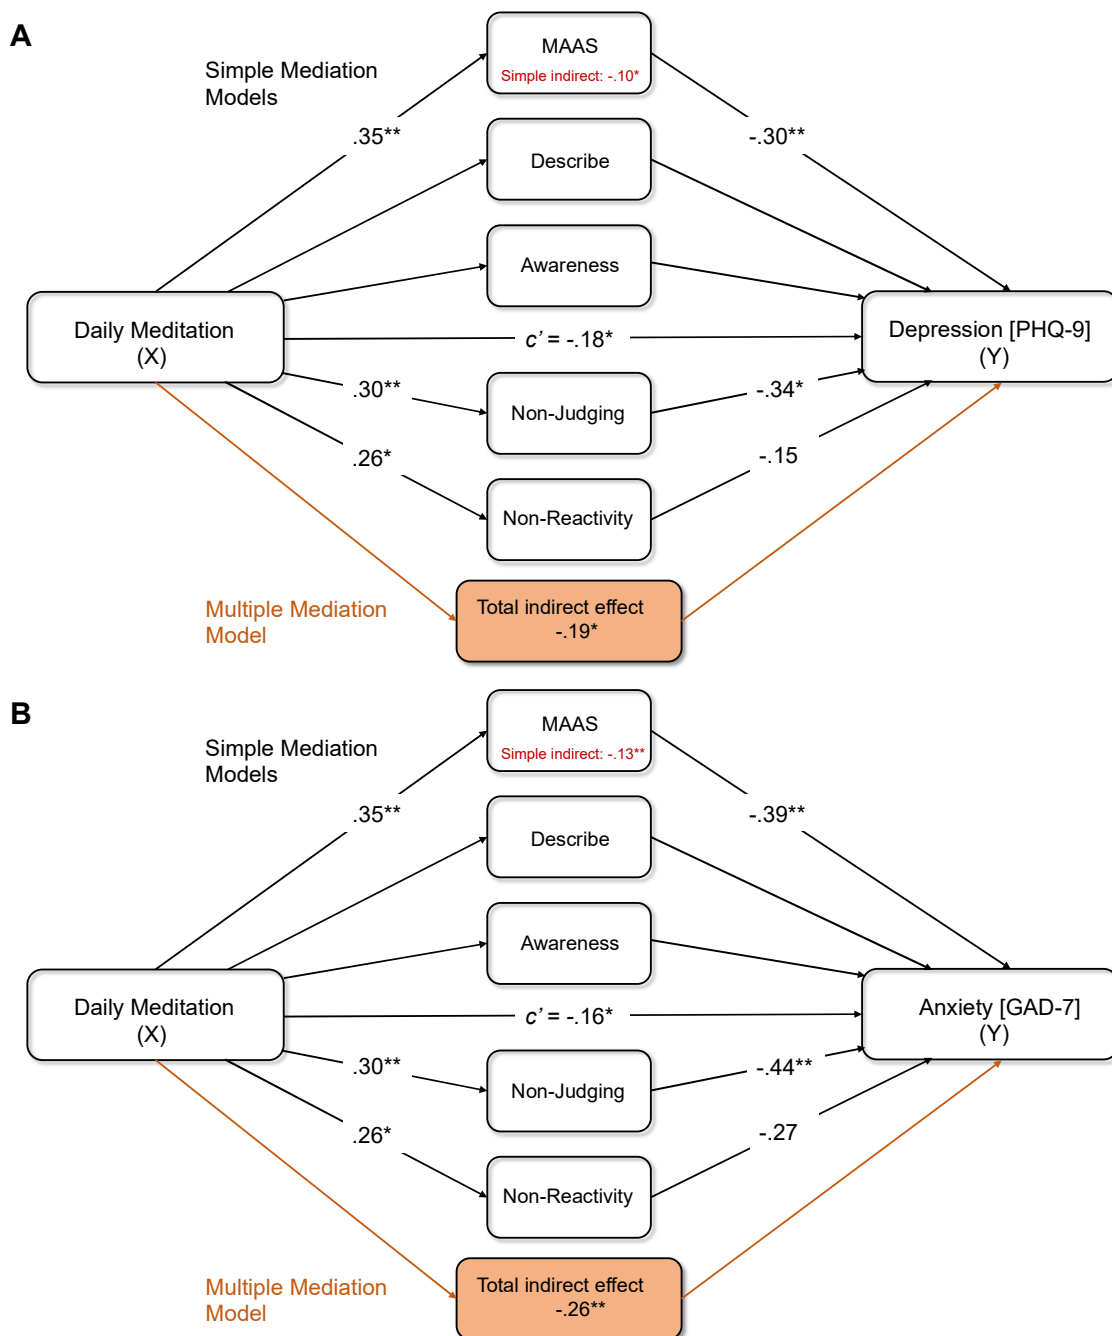 A
Simple Mediation
Models
MAAS
Simple indirect: -.10*
.35**
-.30**
Describe
Awareness
Daily Meditation
(X)
c' = -.18*
Depression [PHQ-9]
(Y)
.30**
Non-Judging
-.34*
.26*
-.15
Non-Reactivity
Multiple Mediation
Model
Total indirect effect
-.19*
B
Simple Mediation
Models
MAAS
Simple indirect: -.13**
.35**
-.39**
Describe
Awareness
Daily Meditation
(X)
c' = -.16*
Anxiety [GAD-7]
(Y)
.30**
Non-Judging
-.44**
.26*
-.27
Non-Reactivity
Multiple Mediation
Model
Total indirect effect
-.26**